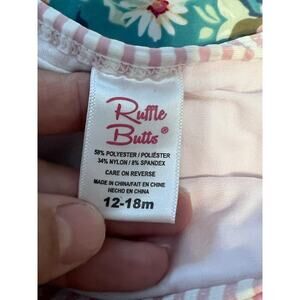 Ruffle
Butts®
58% POLYESTER / POLIÉSTER
34% NYLON / 8% SPANDEX
CARE ON REVERSE
MADE IN CHINA/FAIT EN CHINE
HECHO EN CHINA
12-18m